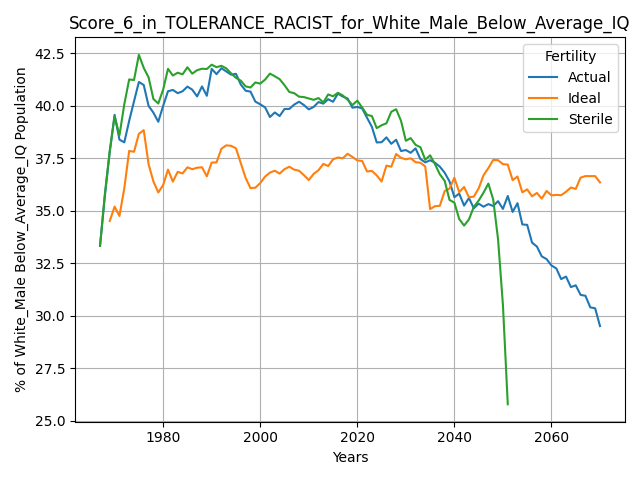 Score_6_in_TOLERANCE_RACIST_for_White_Male_Below_Average_IQ
Fertility
Actual
Ideal
Sterile
% of White_Male Below_Average_IQ Population
42.5
40.0
37.5
35.0
32.5
30.0
27.5
25.0
1980
2000
2020
2040
2060
Years